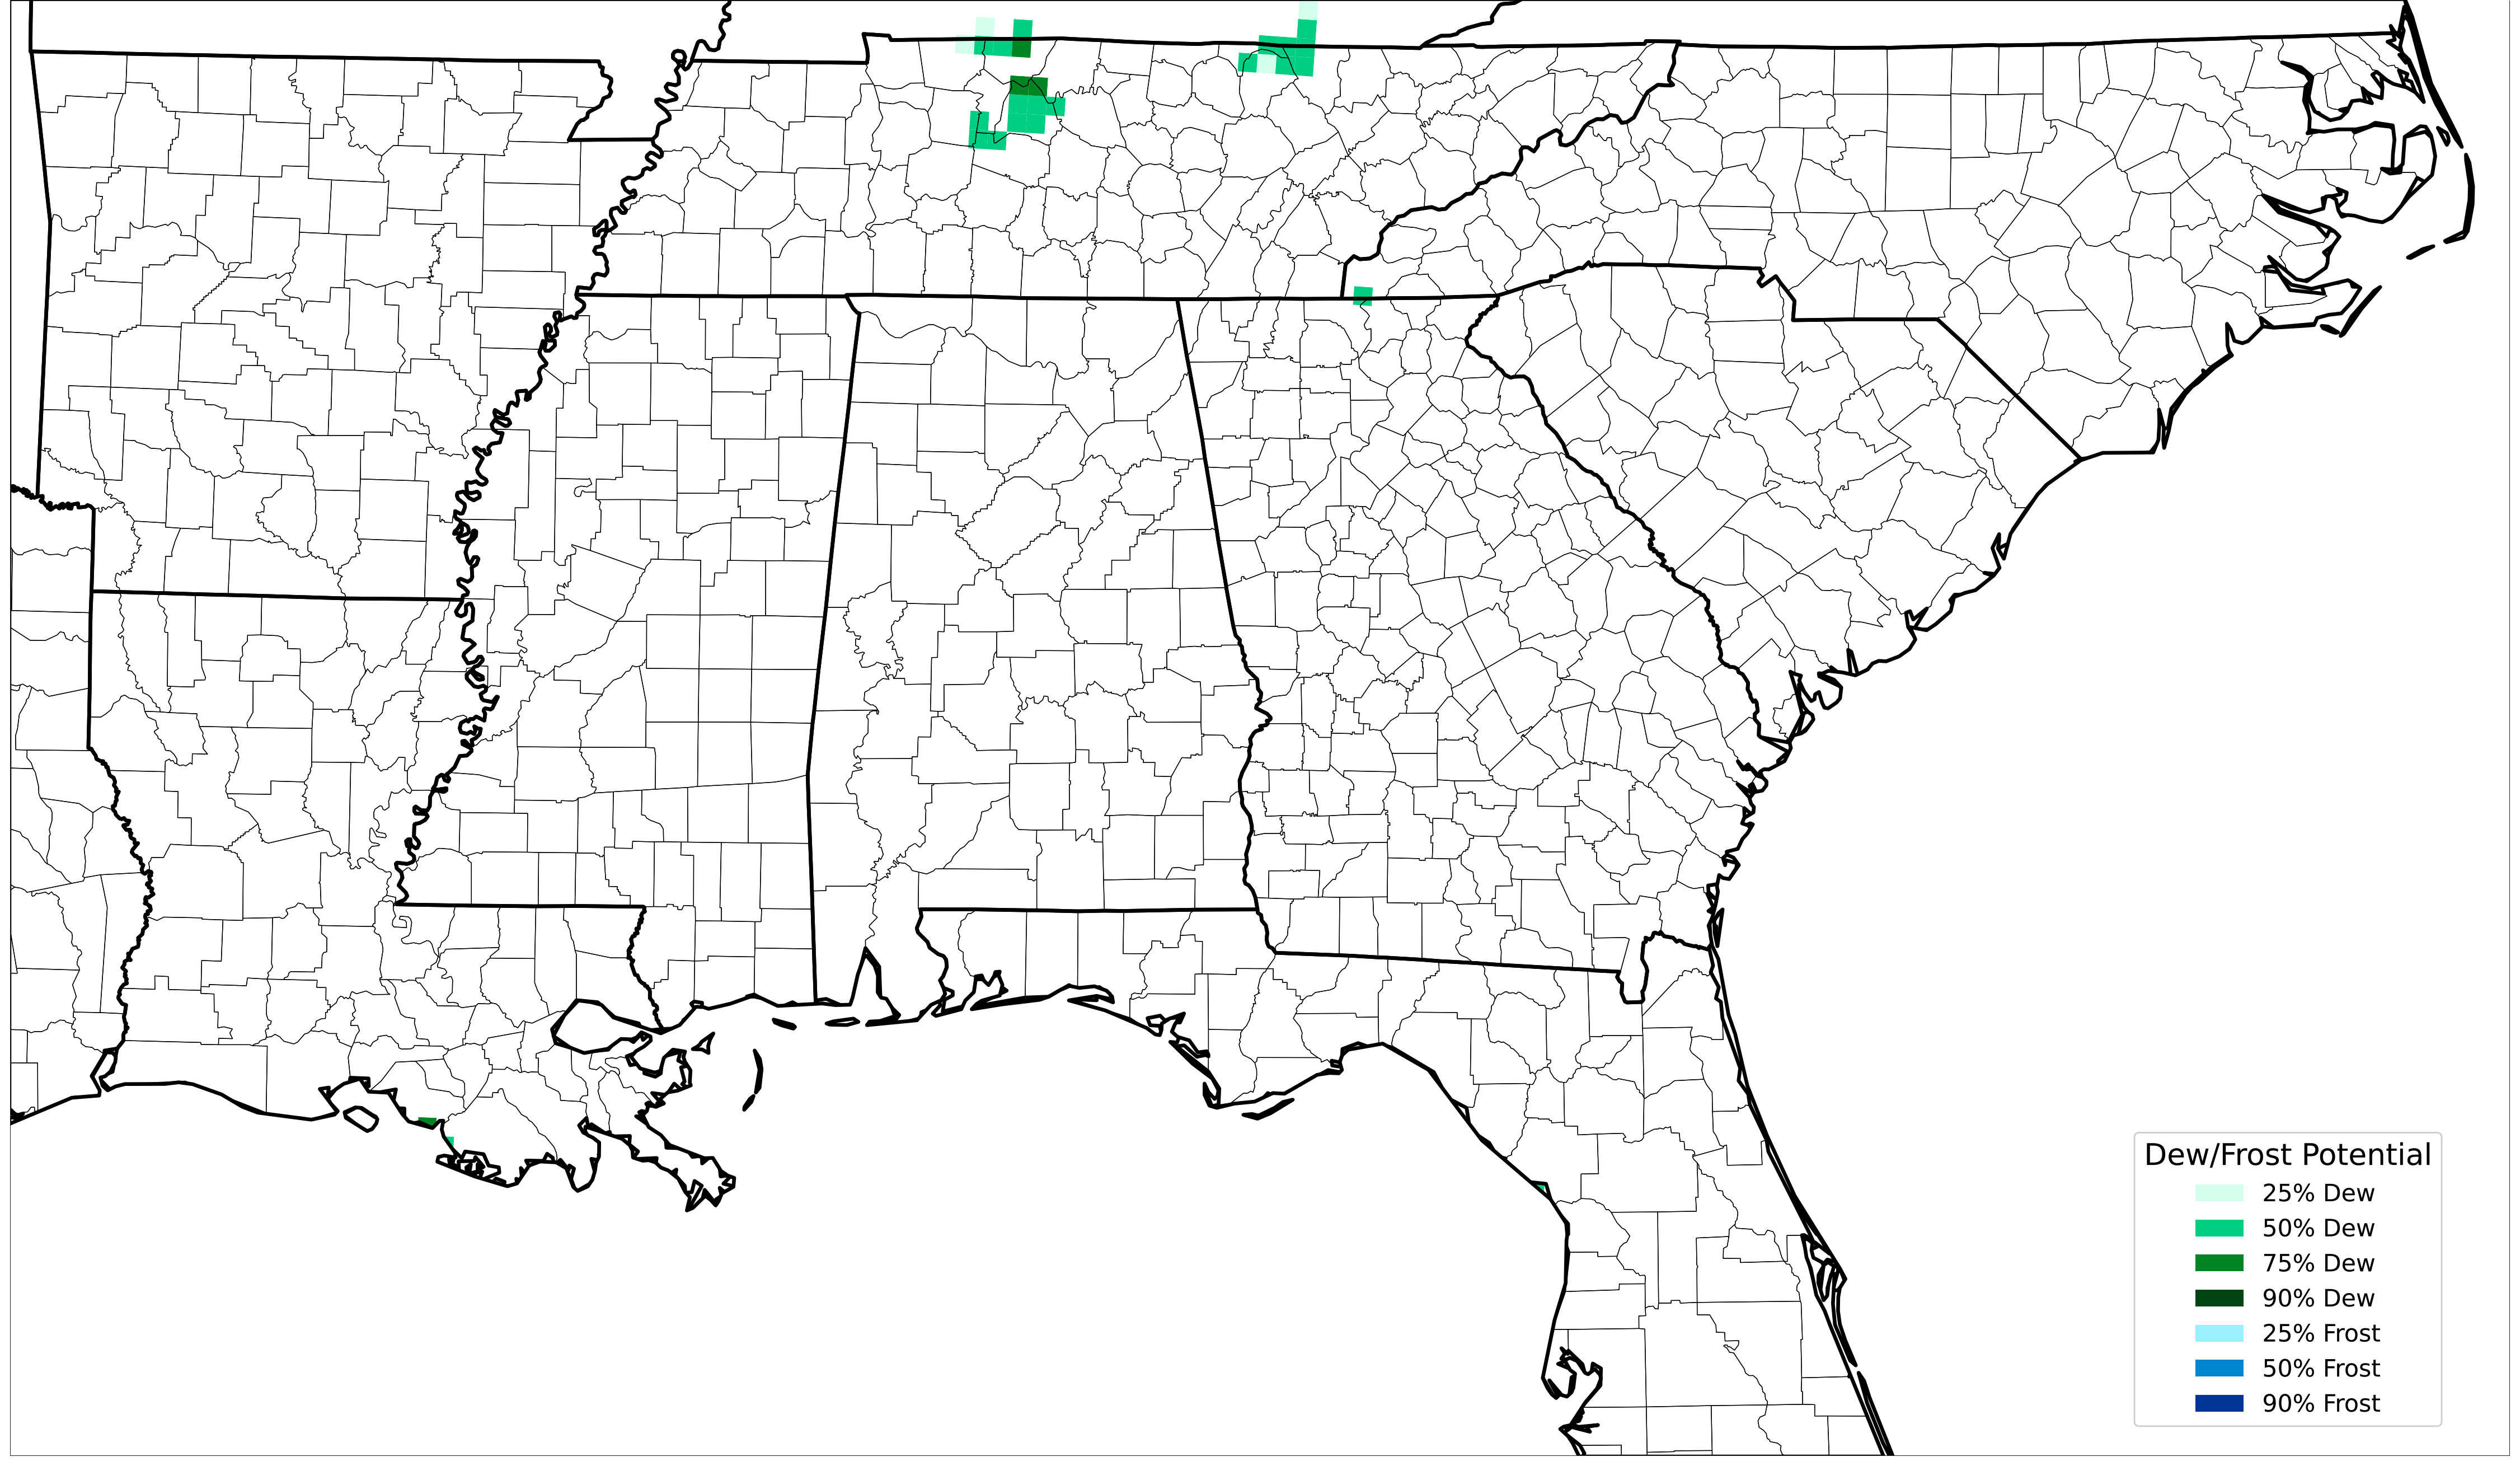 Dew/Frost Potential
25% Dew
50% Dew
75% Dew
90% Dew
25% Frost
50% Frost
90% Frost